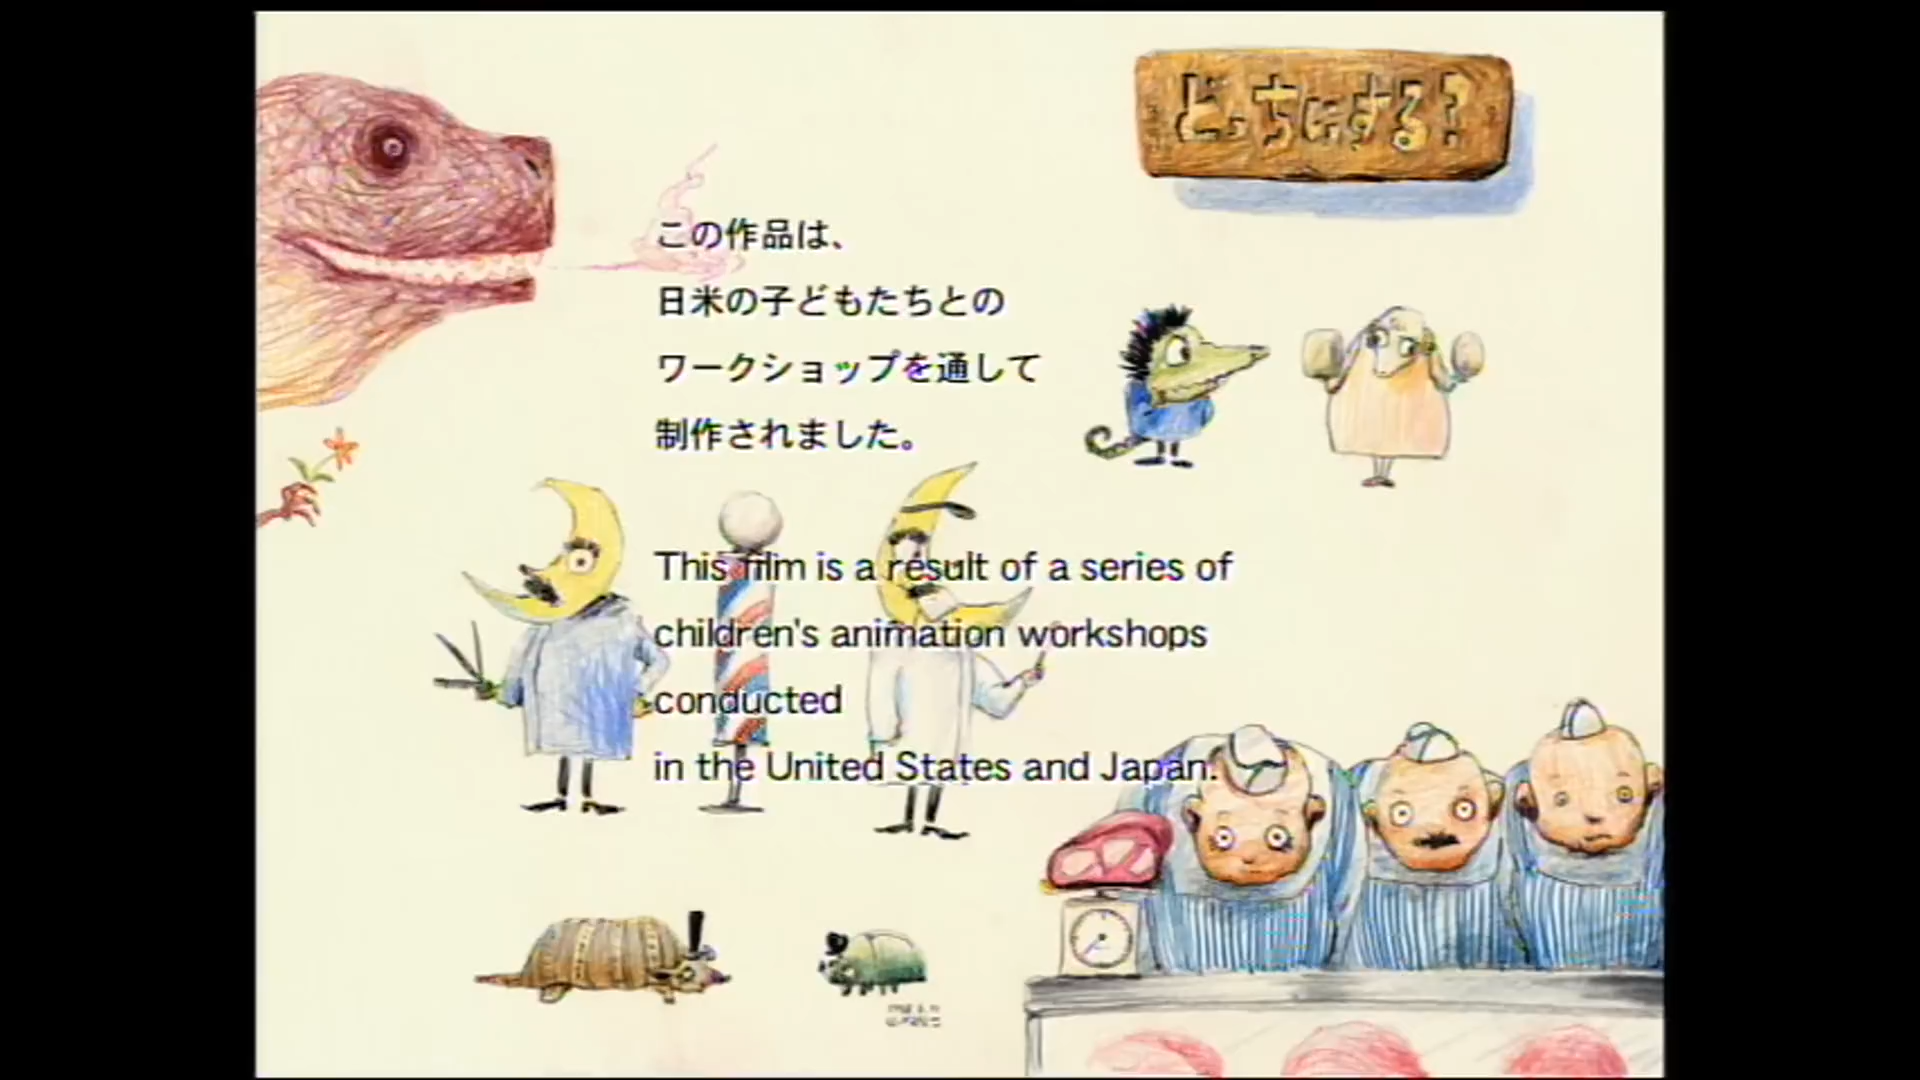 どっちにする?
この作品は、
日米の子どもたちとの
ワークショップを通して
制作されました。
This film is a result of a series of
children's animation workshops
conducted
in the United States and Japan.